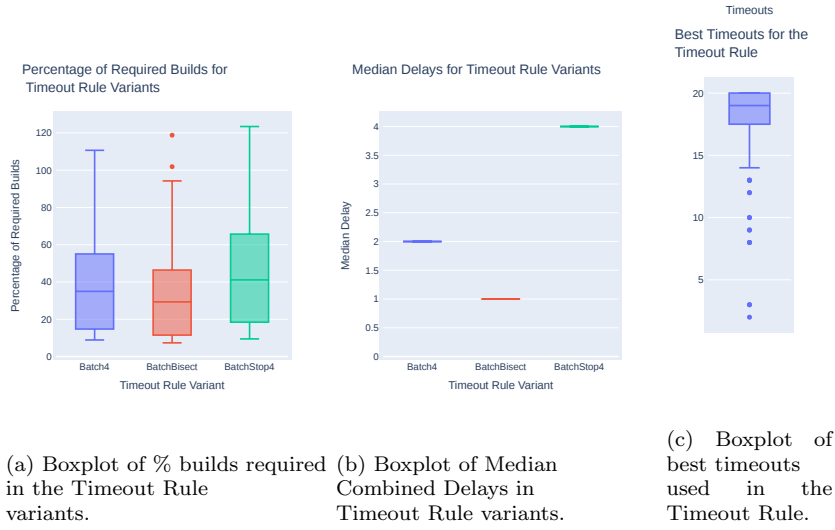 Timeouts
Best Timeouts for the
Timeout Rule
20
15
10
5
Percentage of Required Builds for
Timeout Rule Variants
Percentage of Required Builds
120
100
80
60
40
20
0
Batch4 BatchBisect BatchStop4
Timeout Rule Variant
Median Delays for Timeout Rule Variants
Median Delay
4
3.5
3
2.5
2
1.5
1
0.5
0
Batch4 BatchBisect BatchStop4
Timeout Rule Variant
(a) Boxplot of % builds required
in the Timeout Rule
variants.
(b) Boxplot of Median
Combined Delays in
Timeout Rule variants.
(c) Boxplot of
best timeouts
used in the
Timeout Rule.